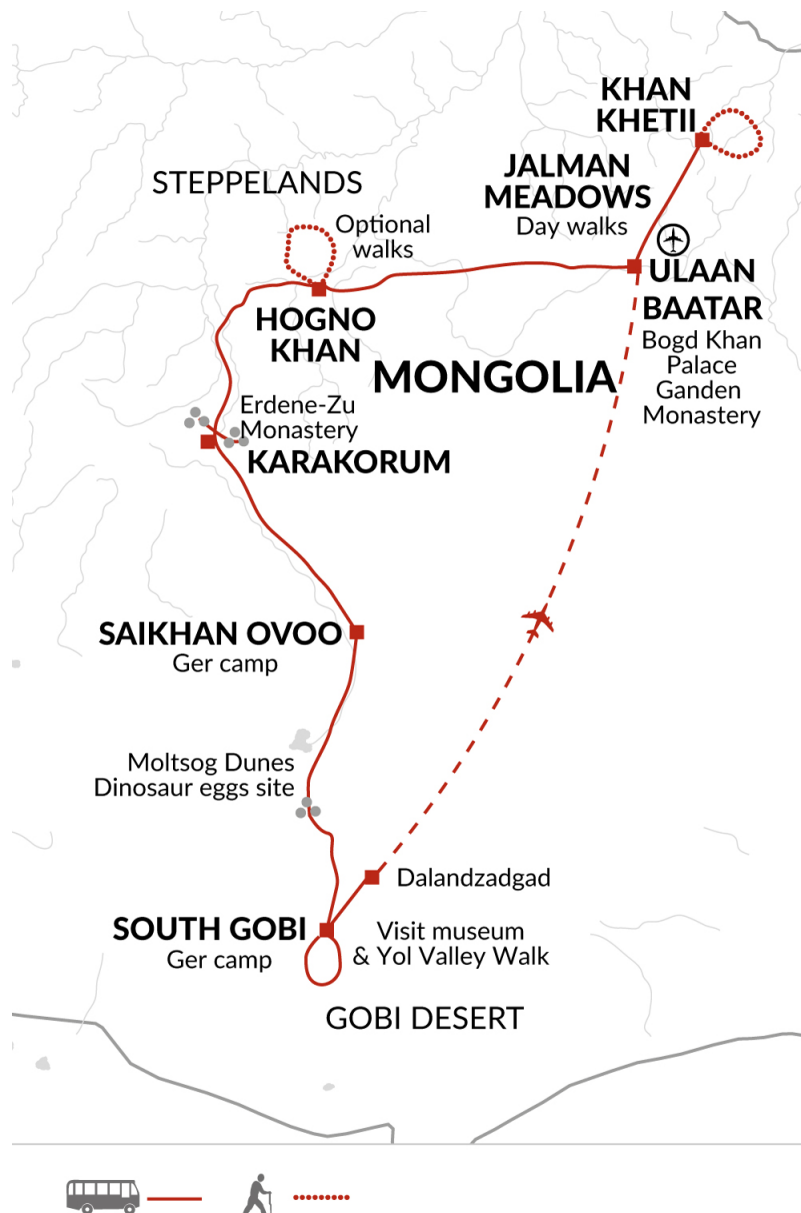 KHAN
KHETII
JALMAN
MEADOWS
Day walks
STEPPELANDS
Optional
walks
ULAAN
BAATAR
Bogd Khan
Palace
Ganden
Monastery
HOGNO
KHAN
MONGOLIA
Erdene-Zu
Monastery
KARAKORUM
SAIKHAN OVOO
Ger camp
Moltsog Dunes
Dinosaur eggs site
Dalandzadgad
SOUTH GOBI
Ger camp
Visit museum
& Yol Valley Walk
GOBI DESERT